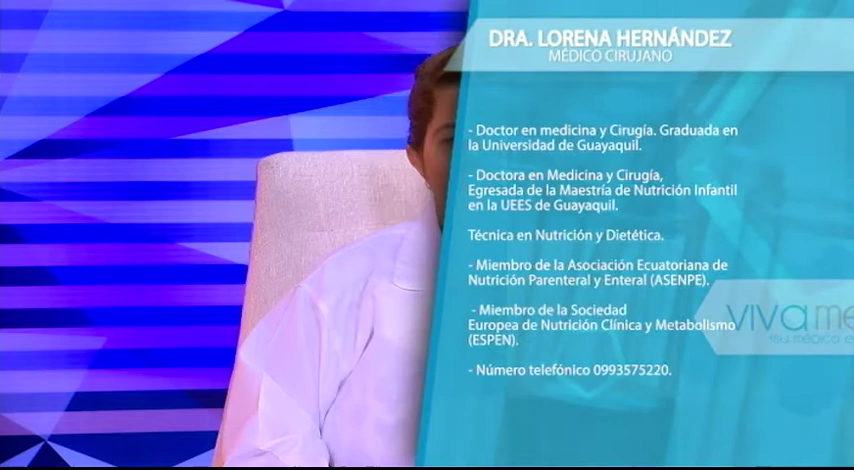 DRA. LORENA HERNÁNDEZ
MÉDICO CIRUJANO
- Doctor en medicina y Cirugía. Graduada en
la Universidad de Guayaquil.
- Doctora en Medicina y Cirugía,
Egresada de la Maestría de Nutrición Infantil
en la UEES de Guayaquil.
Técnica en Nutrición y Dietética.
- Miembro de la Asociación Ecuatoriana de
Nutrición Parenteral y Enteral (ASENPE).
- Miembro de la Sociedad
Europea de Nutrición Clínica y Metabolismo
(ESPEN).
- Número telefónico 0993575220.
viva me
su médico e